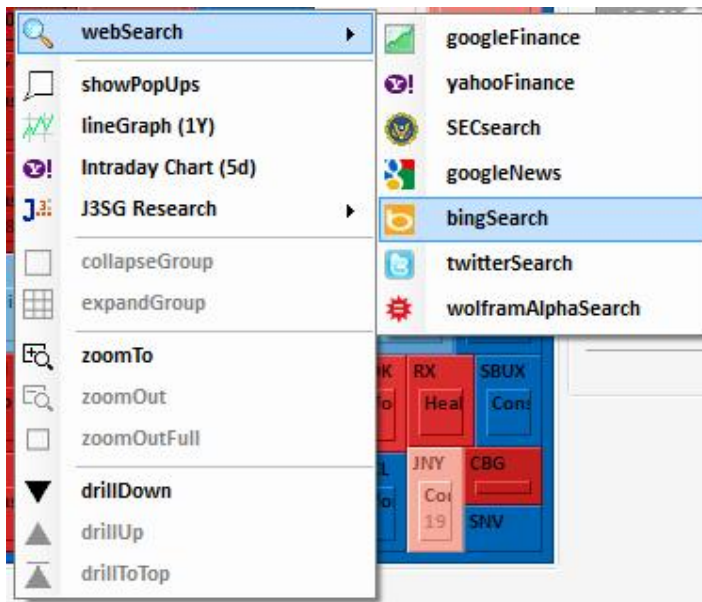 webSearch
showPopUps
lineGraph (1Y)
Intraday Chart (5d)
J3SG Research
collapseGroup
expandGroup
zoomTo
zoomOut
zoomOutFull
drillDown
drillUp
drillToTop
googleFinance
yahooFinance
SECsearch
googleNews
bingSearch
twitterSearch
wolframAlphaSearch
RX
SBUX
Heal
Cons
JNY
CBG
Co
19
SNV